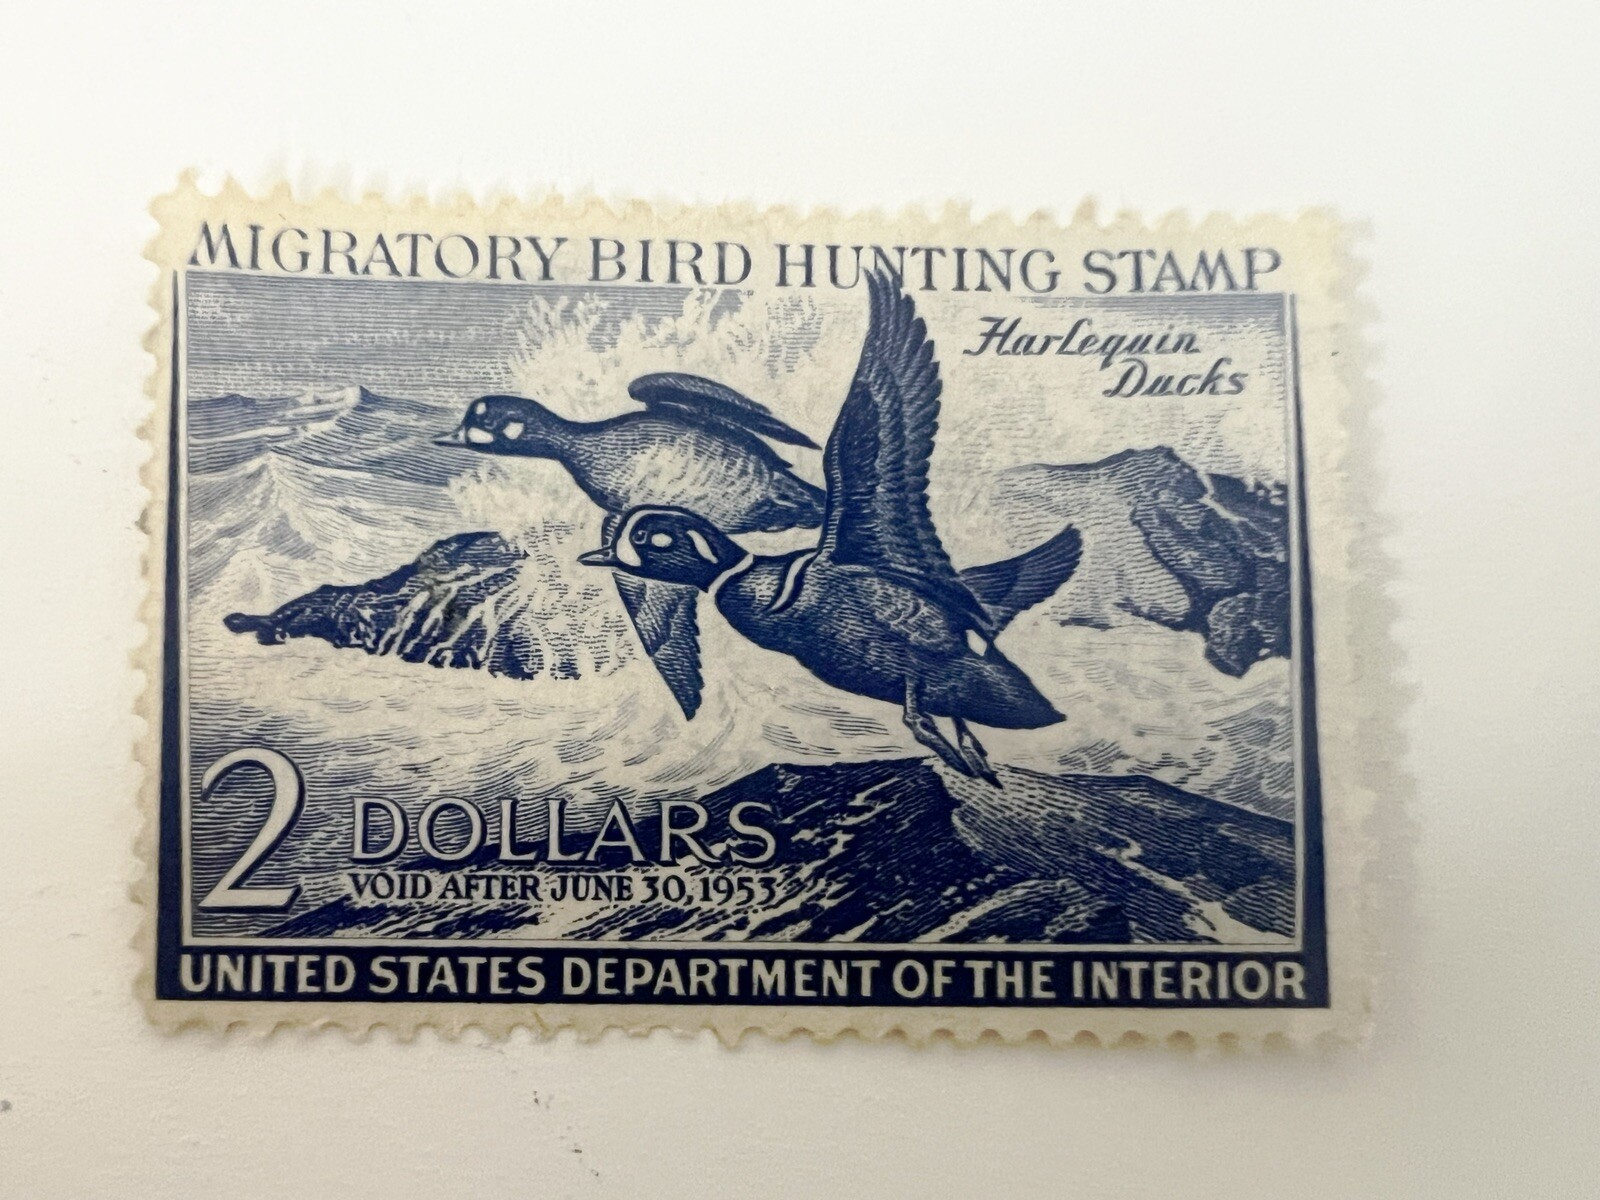 MIGRATORY BIRD HUNTING STAMP
Harlequin
Ducks
2 DOLLARS
VOID AFTER JUNE 30, 1953
UNITED STATES DEPARTMENT OF THE INTERIOR